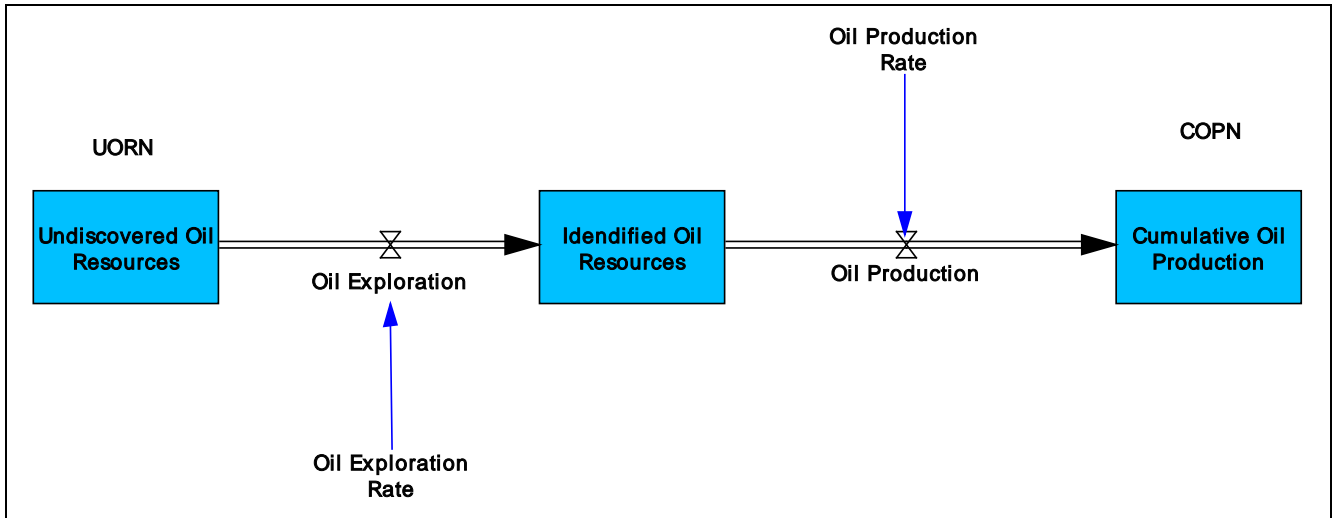 Oil Production
Rate
UORN
COPN
Undiscovered Oil
Resources
Idendified Oil
Resources
Cumulative Oil
Production
Oil Exploration
Oil Production
Oil Exploration
Rate